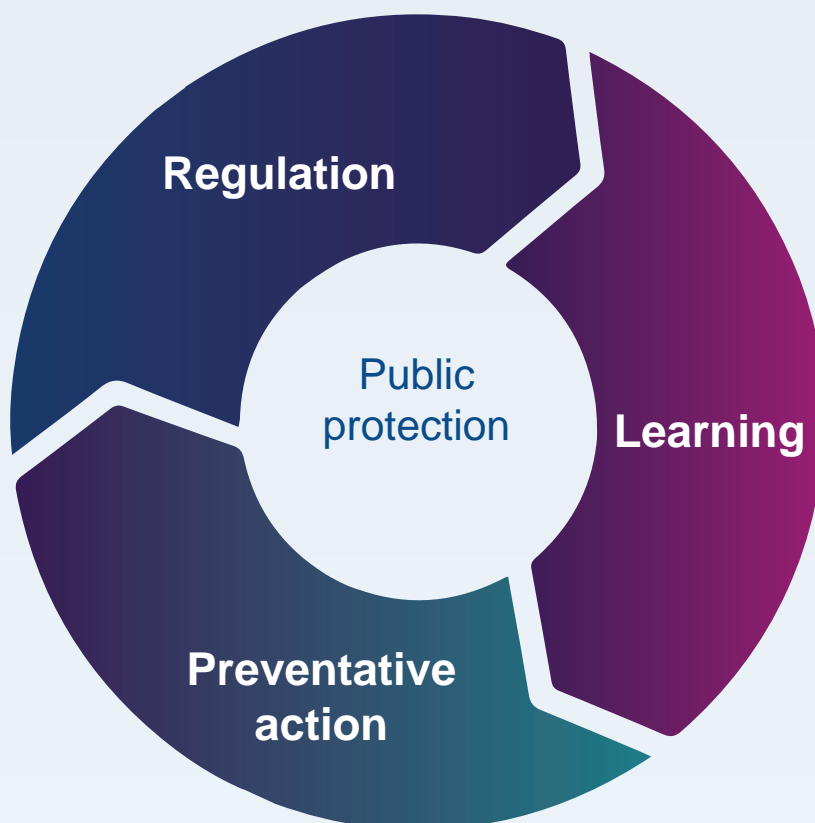 Regulation
Public
protection
Learning
Preventative
action